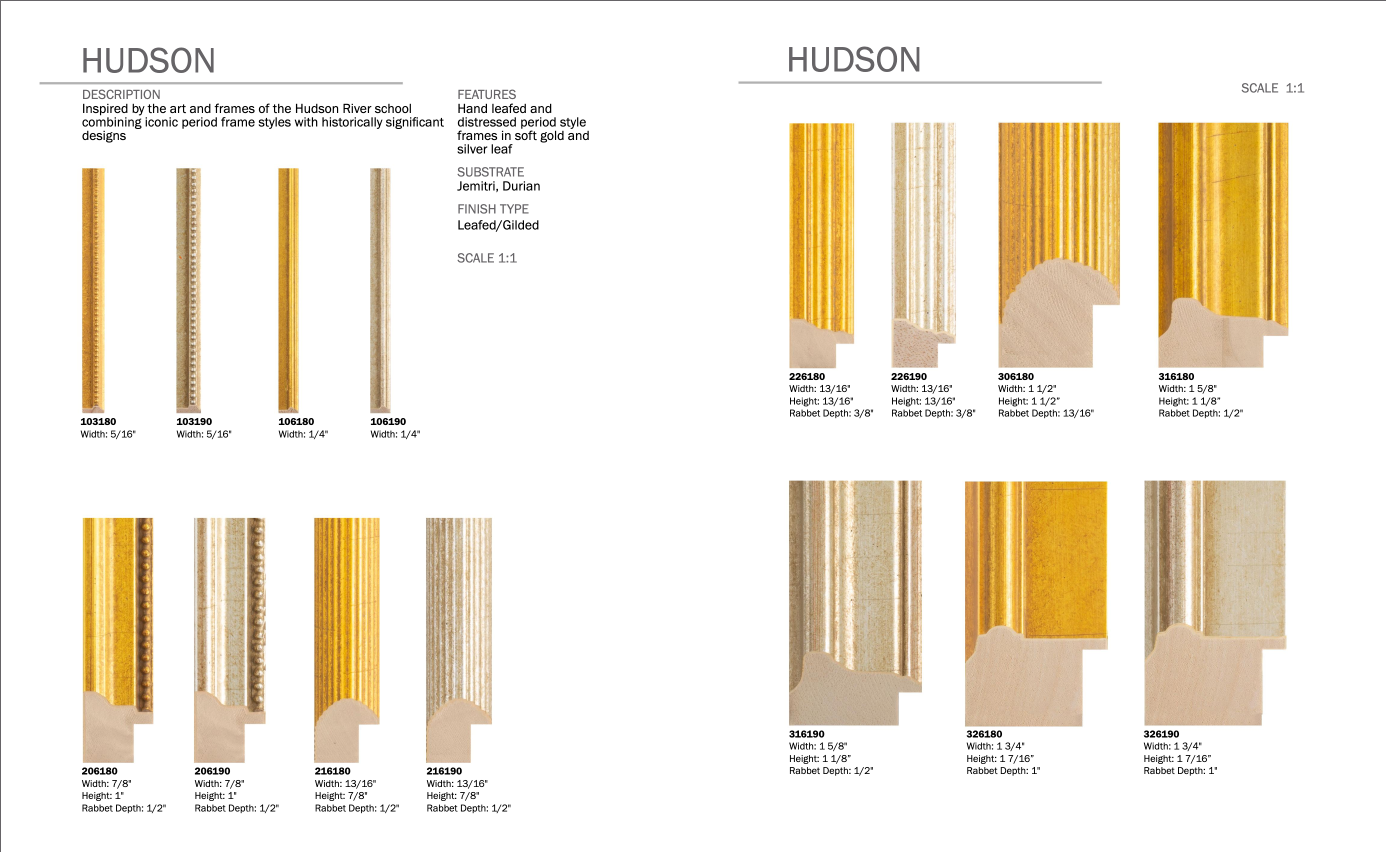 HUDSON
DESCRIPTION
Inspired by the art and frames of the Hudson River school
combining iconic period frame styles with historically significant
designs
FEATURES
Hand leafed and
distressed period style
frames in soft gold and
silver leaf
SUBSTRATE
Jemitri, Durian
FINISH TYPE
Leafed/Gilded
SCALE 1:1
103180
Width: 5/16"
103190
Width: 5/16"
106180
Width: 1/4"
106190
Width: 1/4"
206180
Width: 7/8"
Height: 1"
Rabbet Depth: 1/2"
206190
Width: 7/8"
Height: 1"
Rabbet Depth: 1/2"
216180
Width: 13/16"
Height: 7/8"
Rabbet Depth: 1/2"
216190
Width: 13/16"
Height: 7/8"
Rabbet Depth: 1/2"
HUDSON
SCALE 1:1
226180
Width: 13/16"
Height: 13/16"
Rabbet Depth: 3/8"
226190
Width: 13/16"
Height: 13/16"
Rabbet Depth: 3/8"
306180
Width: 1 1/2"
Height: 1 1/2”
Rabbet Depth: 13/16"
316180
Width: 1 5/8"
Height: 1 1/8”
Rabbet Depth: 1/2"
316190
Width: 1 5/8"
Height: 1 1/8”
Rabbet Depth: 1/2"
326180
Width: 1 3/4"
Height: 1 7/16”
Rabbet Depth: 1"
326190
Width: 1 3/4"
Height: 1 7/16”
Rabbet Depth: 1"